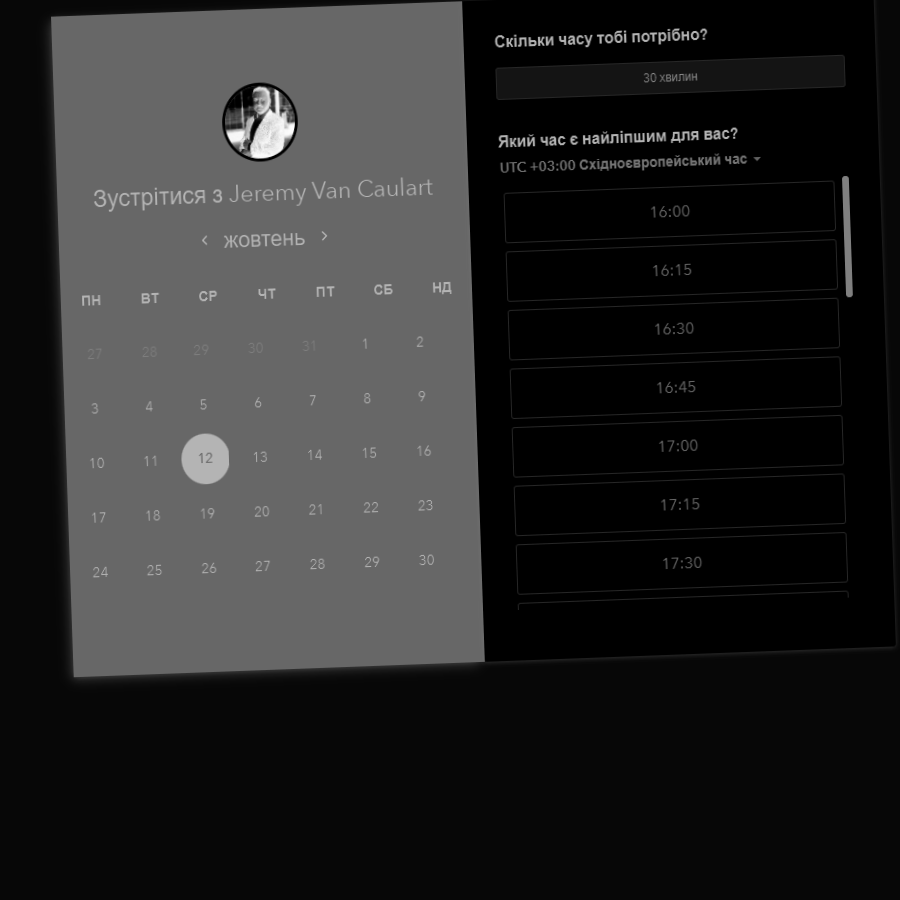 Зустрітися з Jeremy Van Caulart
жовтень
ПН ВТ СР ЧТ ПТ СБ НД
27 28 29 30 31 1 2
3 4 5 6 7 8 9
10 11 12 13 14 15 16
17 18 19 20 21 22 23
24 25 26 27 28 29 30
Скільки часу тобі потрібно?
30 хвилин
Який час є найліпшим для вас?
UTC +03:00 Східноєвропейський час
16:00
16:15
16:30
16:45
17:00
17:15
17:30